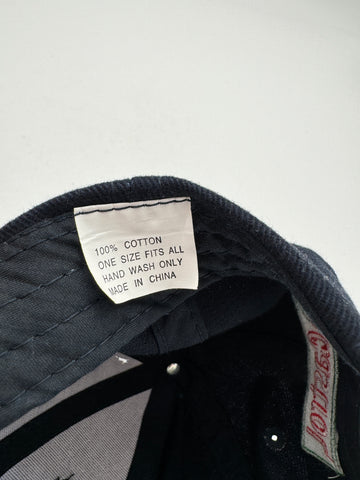 100% COTTON
ONE SIZE FITS ALL
HAND WASH ONLY
MADE IN CHINA